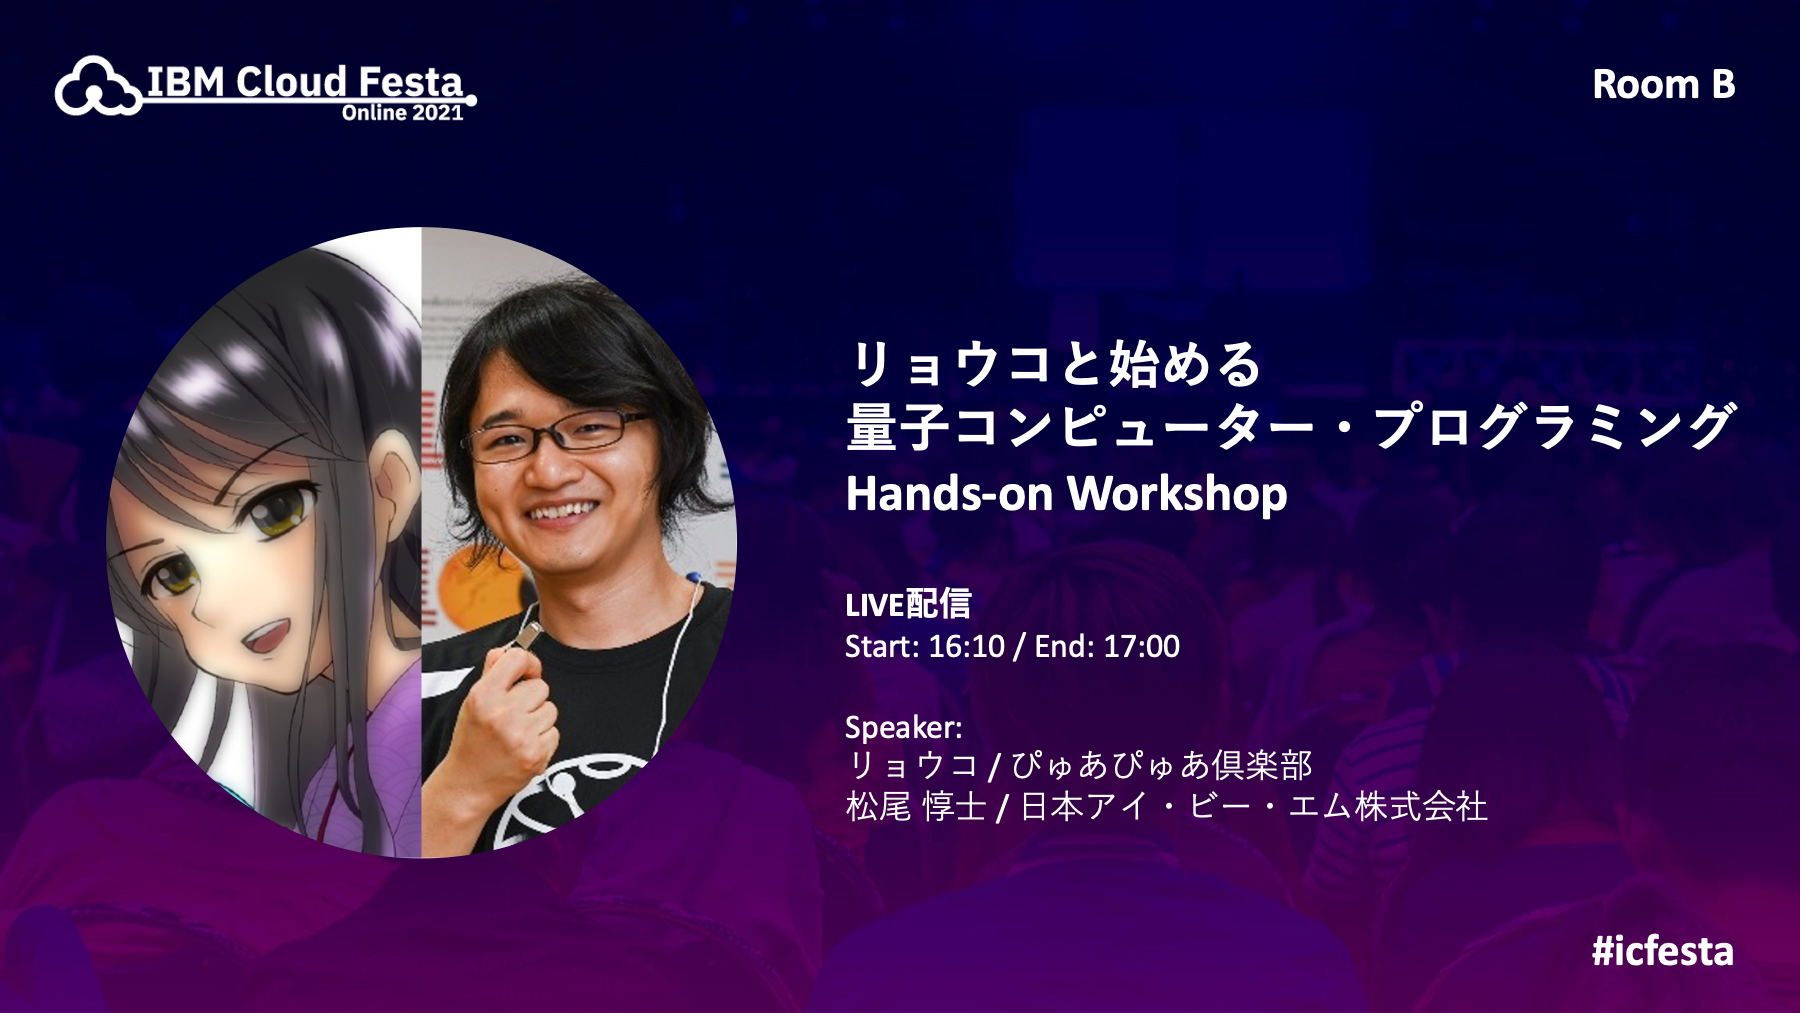 IBM Cloud Festa
Online 2021
Room B
リョウコと始める
量子コンピューター・プログラミング
Hands-on Workshop
LIVE配信
Start: 16:10 / End: 17:00
Speaker:
リョウコ / ぴゅあぴゅあ倶楽部
松尾 惇士 / 日本アイ・ビー・エム株式会社
#icfesta